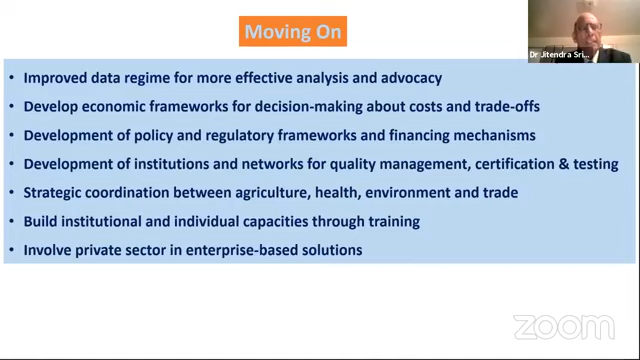 Moving On
Dr Jitendra Sri...
• Improved data regime for more effective analysis and advocacy
• Develop economic frameworks for decision-making about costs and trade-offs
• Development of policy and regulatory frameworks and financing mechanisms
• Development of institutions and networks for quality management, certification & testing
• Strategic coordination between agriculture, health, environment and trade
• Build institutional and individual capacities through training
• Involve private sector in enterprise-based solutions
zoom